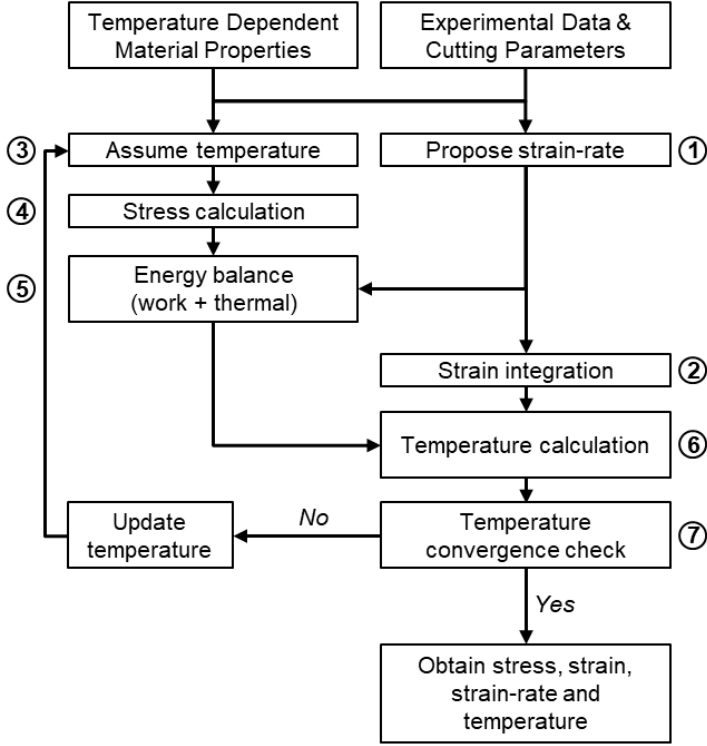 Temperature Dependent
Material Properties
Experimental Data &
Cutting Parameters
③ Assume temperature
Propose strain-rate ①
④ Stress calculation
⑤ Energy balance
(work + thermal)
Strain integration ②
Temperature calculation ⑥
Update
temperature
No
Temperature
convergence check ⑦
Yes
Obtain stress, strain,
strain-rate and
temperature